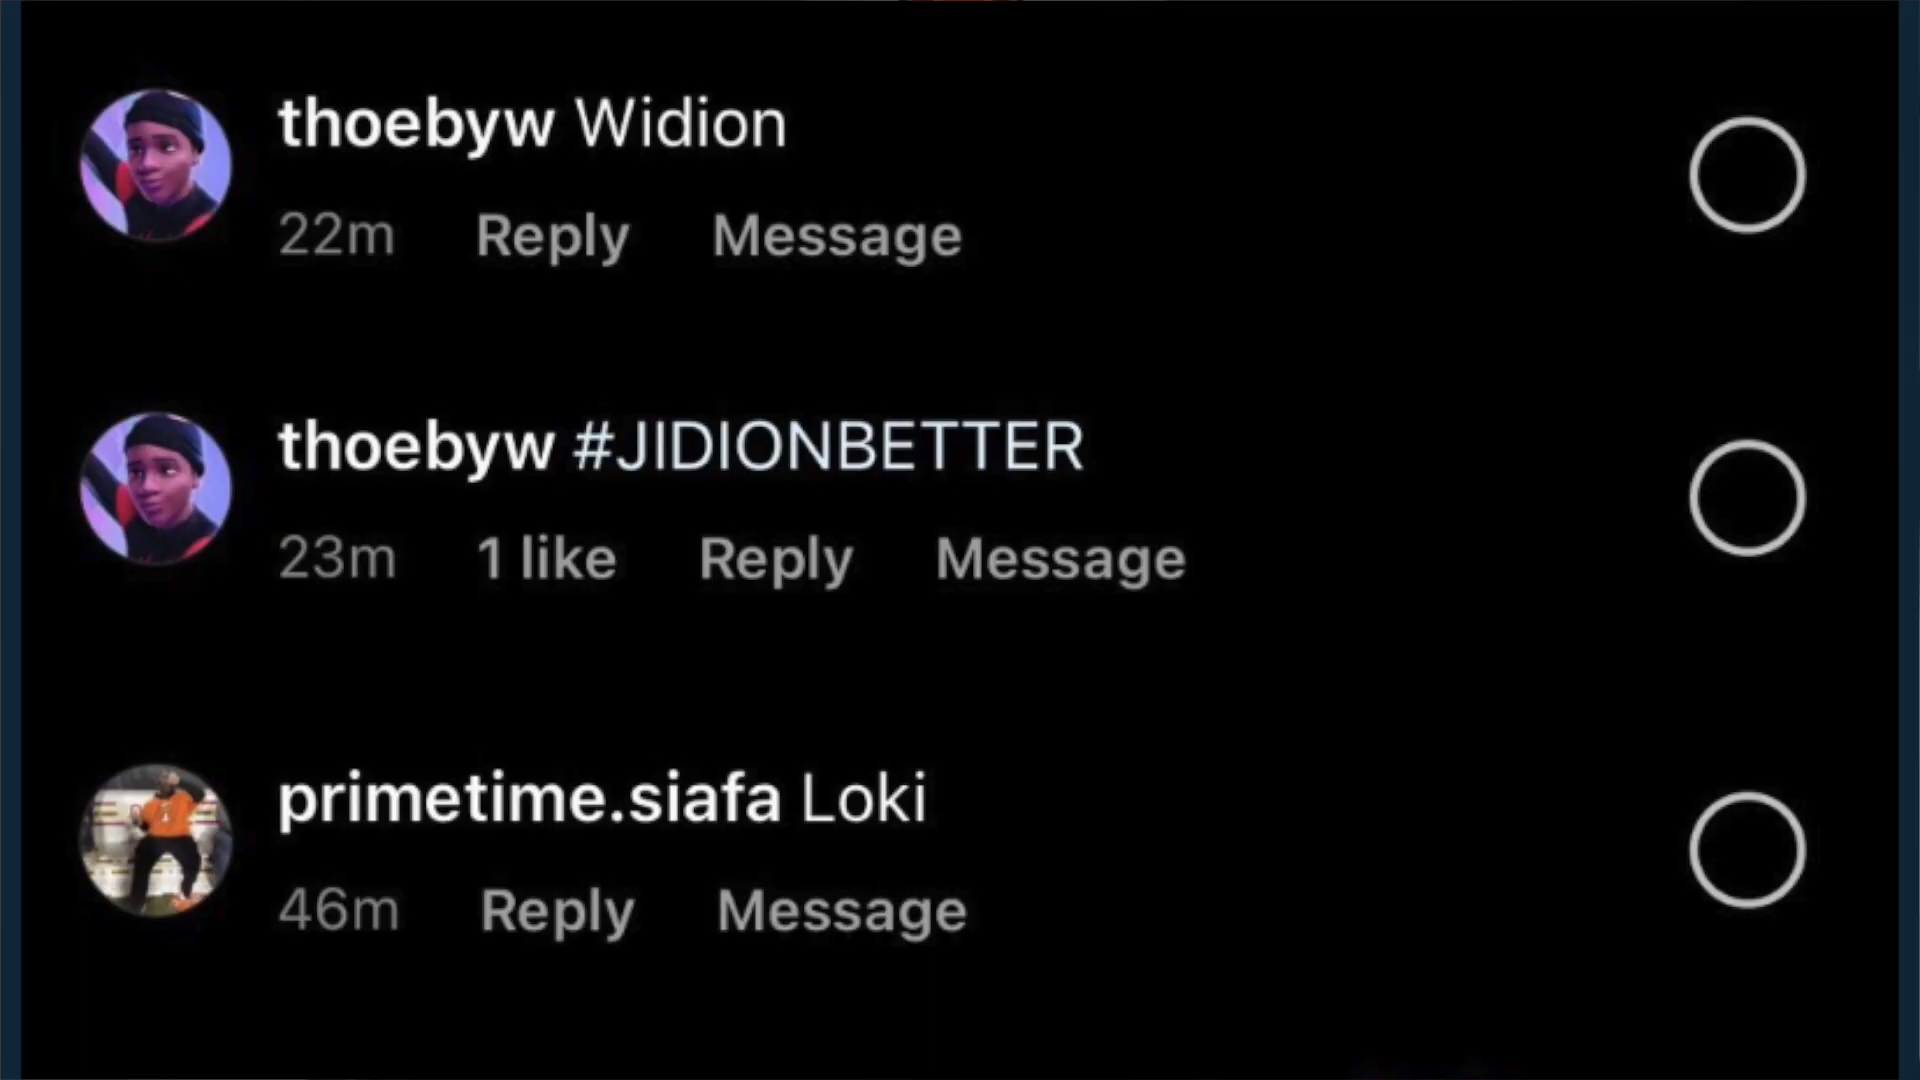 thoebyw Widion
22m Reply Message
thoebyw #JIDIONBETTER
23m 1 like Reply Message
primetime.siafa Loki
46m Reply Message